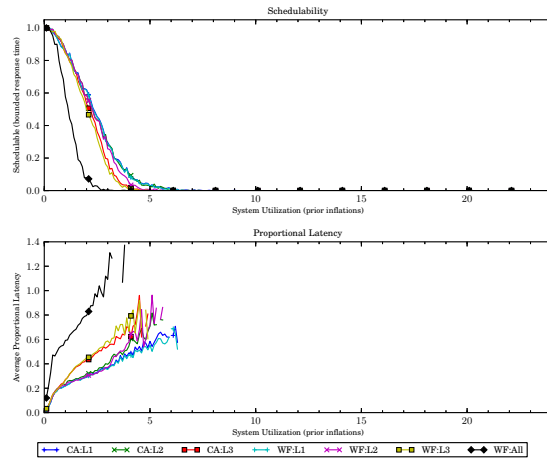 Schedulability
Schedulable (bounded response time)
1.0
0.8
0.6
0.4
0.2
0.0
0 5 10 15 20
System Utilization (prior inflations)
Proportional Latency
Average Proportional Latency
1.4
1.2
1.0
0.8
0.6
0.4
0.2
0.0
0 5 10 15 20
System Utilization (prior inflations)
CA:L1 CA:L2 CA:L3 WF:L1 WF:L2 WF:L3 WF:All